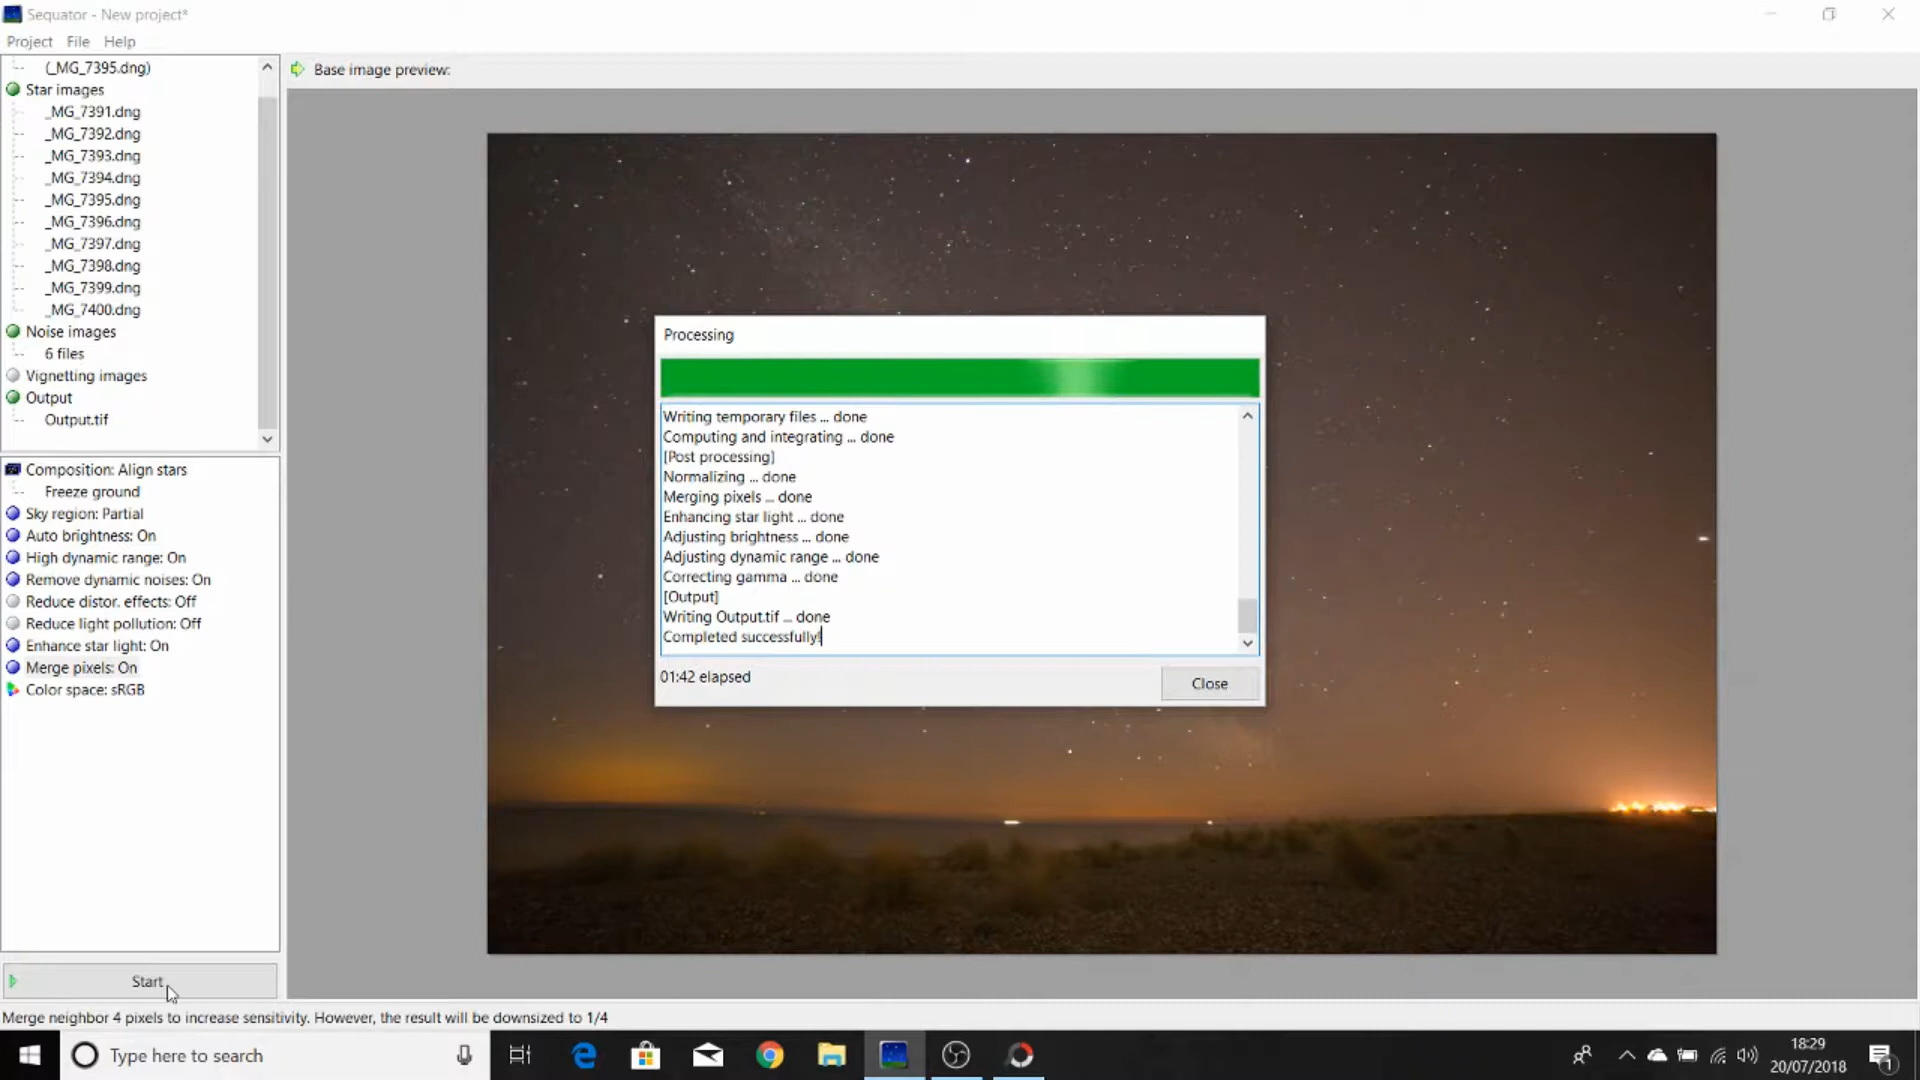 Sequator - New project*
Project File Help
(_MG_7395.dng)
Star images
_MG_7391.dng
_MG_7392.dng
_MG_7393.dng
_MG_7394.dng
_MG_7395.dng
_MG_7396.dng
_MG_7397.dng
_MG_7398.dng
_MG_7399.dng
_MG_7400.dng
Noise images
6 files
Vignetting images
Output
Output.tif
Composition: Align stars
Freeze ground
Sky region: Partial
Auto brightness: On
High dynamic range: On
Remove dynamic noises: On
Reduce distor. effects: Off
Reduce light pollution: Off
Enhance star light: On
Merge pixels: On
Color space: sRGB
Start
Base image preview:
Processing
Writing temporary files ... done
Computing and integrating ... done
[Post processing]
Normalizing ... done
Merging pixels ... done
Enhancing star light ... done
Adjusting brightness ... done
Adjusting dynamic range ... done
Correcting gamma ... done
[Output]
Writing Output.tif ... done
Completed successfully!
01:42 elapsed
Close
Merge neighbor 4 pixels to increase sensitivity. However, the result will be downsized to 1/4
Type here to search
18:29
20/07/2018
1